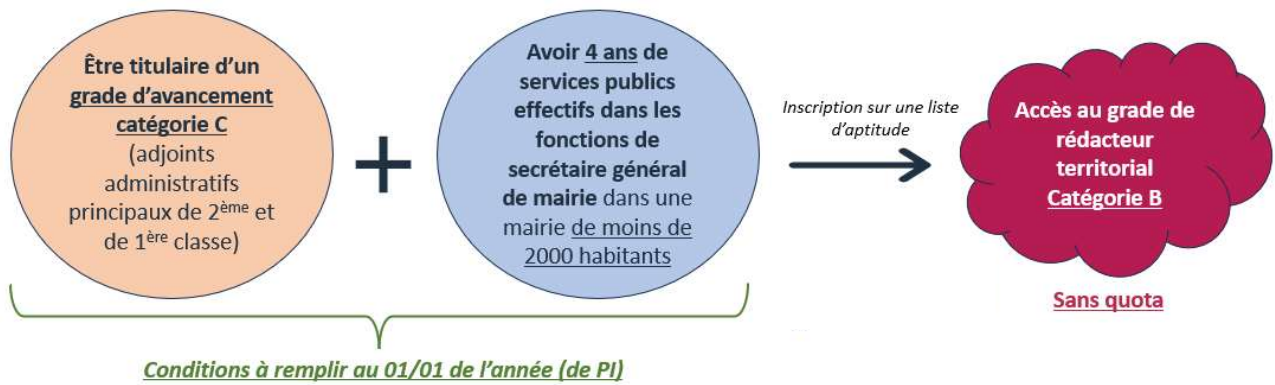 Être titulaire d'un
grade d'avancement
catégorie C
(adjoints
administratifs
principaux de 2ème et
de 1ère classe)
+
Avoir 4 ans de
services publics
effectifs dans les
fonctions de
secrétaire général
de mairie dans une
mairie de moins de
2000 habitants
Inscription sur une liste
d'aptitude
Accès au grade de
rédacteur
territorial
Catégorie B
Sans quota
Conditions à remplir au 01/01 de l'année (de PI)